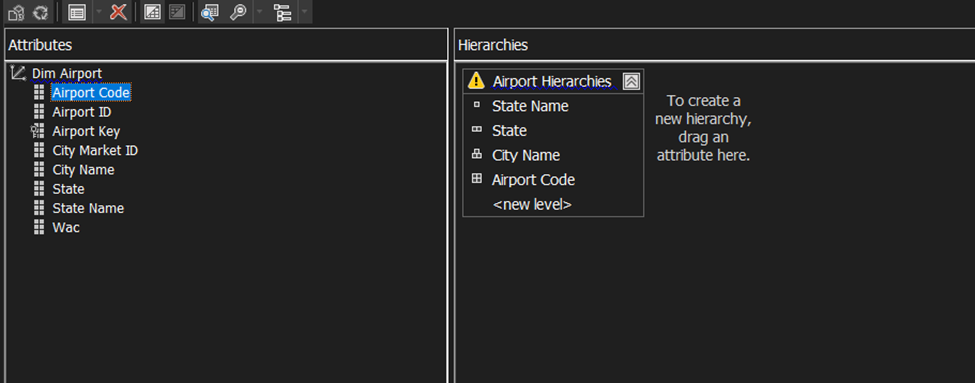 Attributes
Dim Airport
Airport Code
Airport ID
Airport Key
City Market ID
City Name
State
State Name
Wac
Hierarchies
Airport Hierarchies
State Name
State
City Name
Airport Code
<new level>
To create a
new hierarchy,
drag an
attribute here.